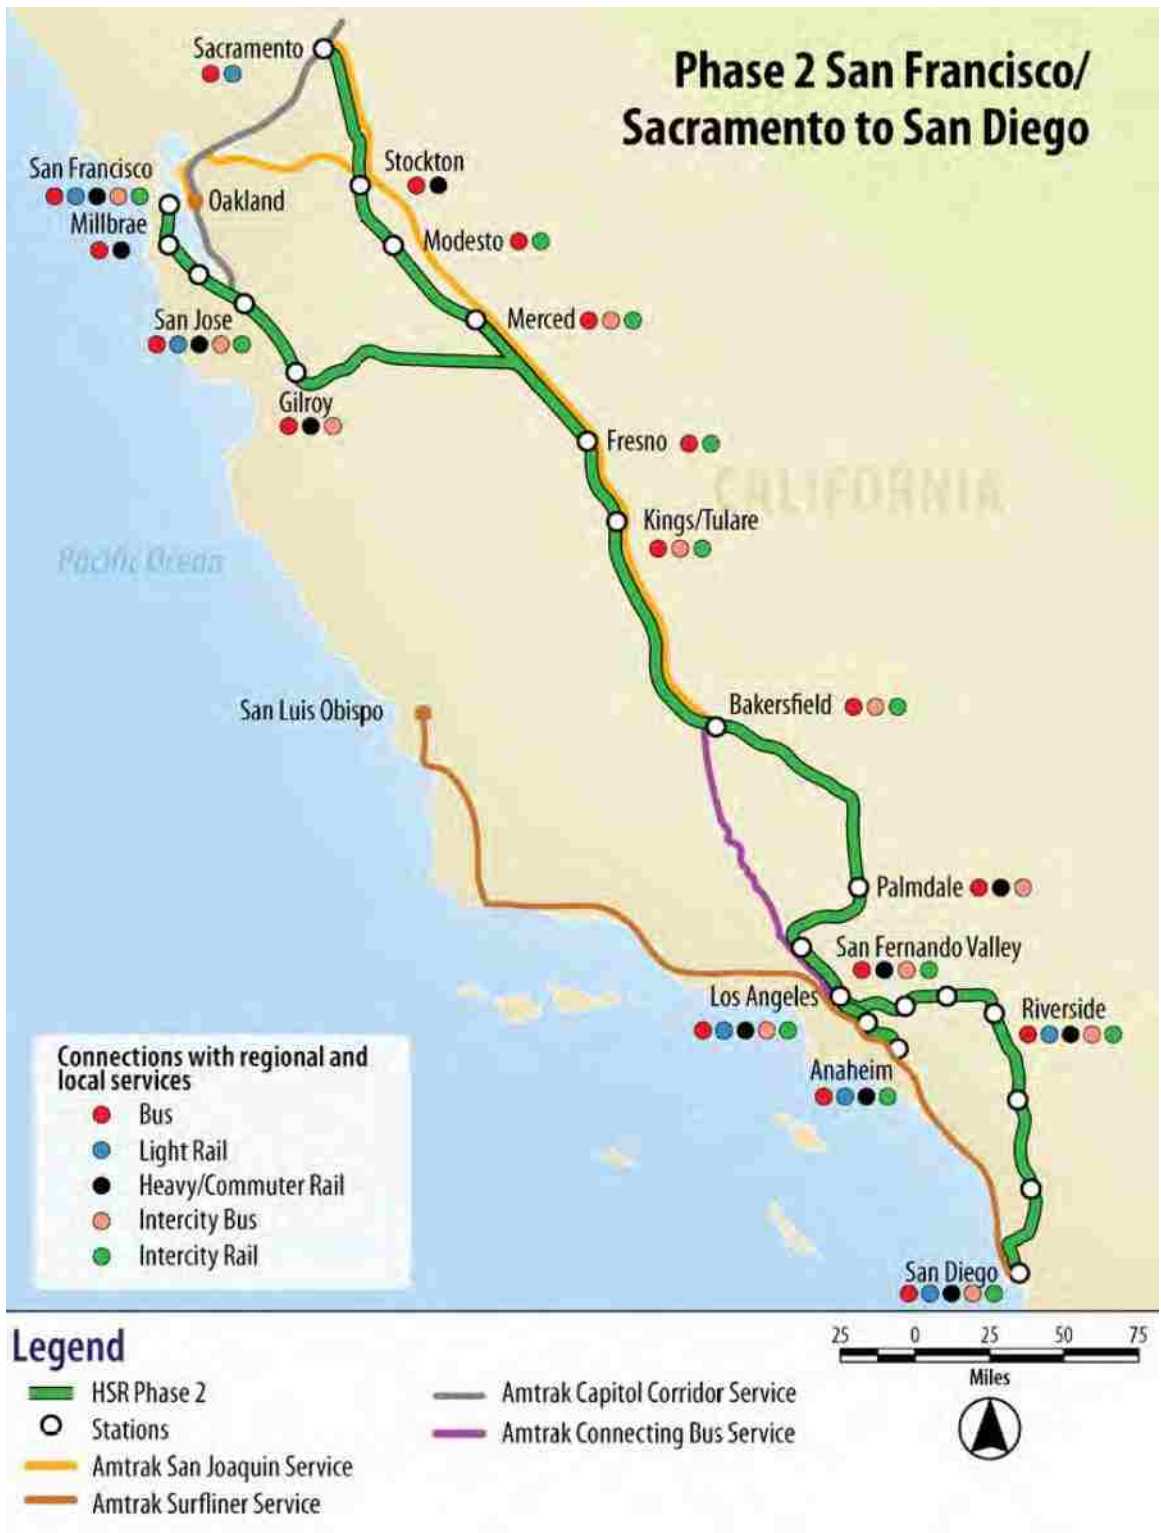 Phase 2 San Francisco/
Sacramento to San Diego
Sacramento
San Francisco
Stockton
Oakland
Millbrae
Modesto
San Jose
Merced
Gilroy
Fresno
CALIFORNIA
Kings/Tulare
Pacific Ocean
Bakersfield
San Luis Obispo
Palmdale
San Fernando Valley
Los Angeles
Riverside
Anaheim
San Diego
Connections with regional and
local services
Bus
Light Rail
Heavy/Commuter Rail
Intercity Bus
Intercity Rail
Legend
HSR Phase 2
Stations
Amtrak San Joaquin Service
Amtrak Surfliner Service
Amtrak Capitol Corridor Service
Amtrak Connecting Bus Service
25 0 25 50 75
Miles